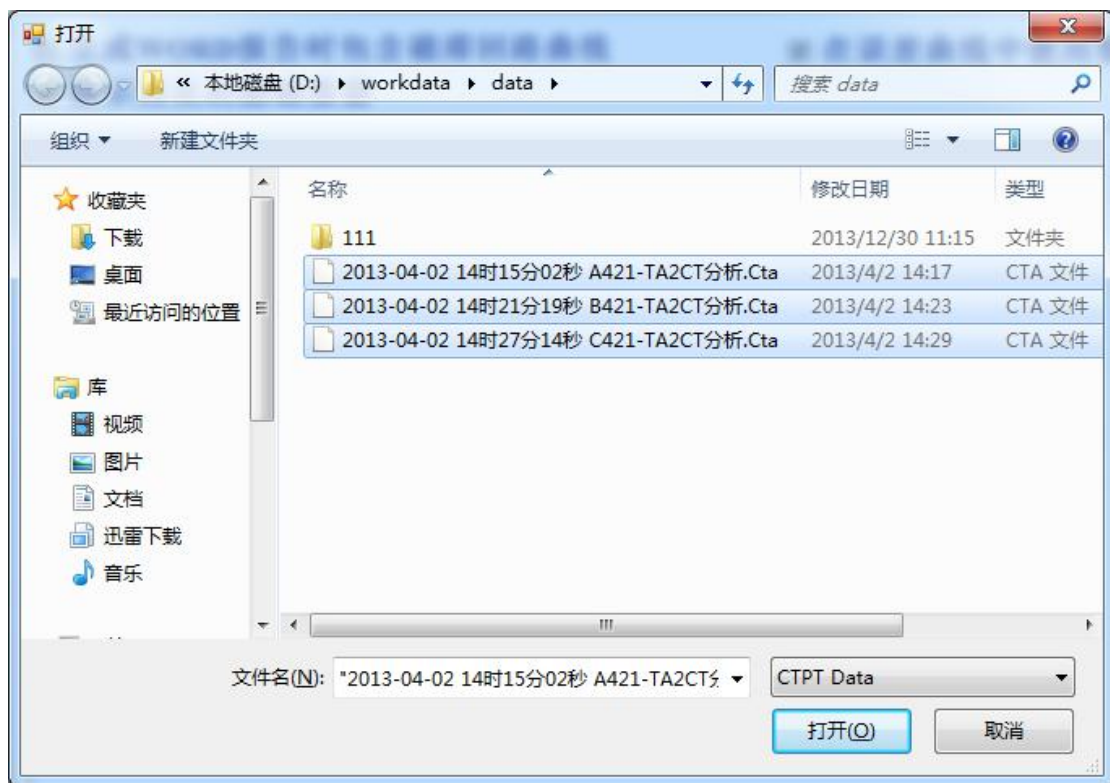 打开
« 本地磁盘 (D:) ▸ workdata ▸ data ▸
搜索 data
组织 ▼ 新建文件夹
收藏夹
下载
桌面
最近访问的位置
库
视频
图片
文档
迅雷下载
音乐
名称 修改日期 类型
111 2013/12/30 11:15 文件夹
2013-04-02 14时15分02秒 A421-TA2CT分析.Cta 2013/4/2 14:17 CTA 文件
2013-04-02 14时21分19秒 B421-TA2CT分析.Cta 2013/4/2 14:23 CTA 文件
2013-04-02 14时27分14秒 C421-TA2CT分析.Cta 2013/4/2 14:29 CTA 文件
文件名(N): "2013-04-02 14时15分02秒 A421-TA2CT CTPT Data
打开(O) 取消